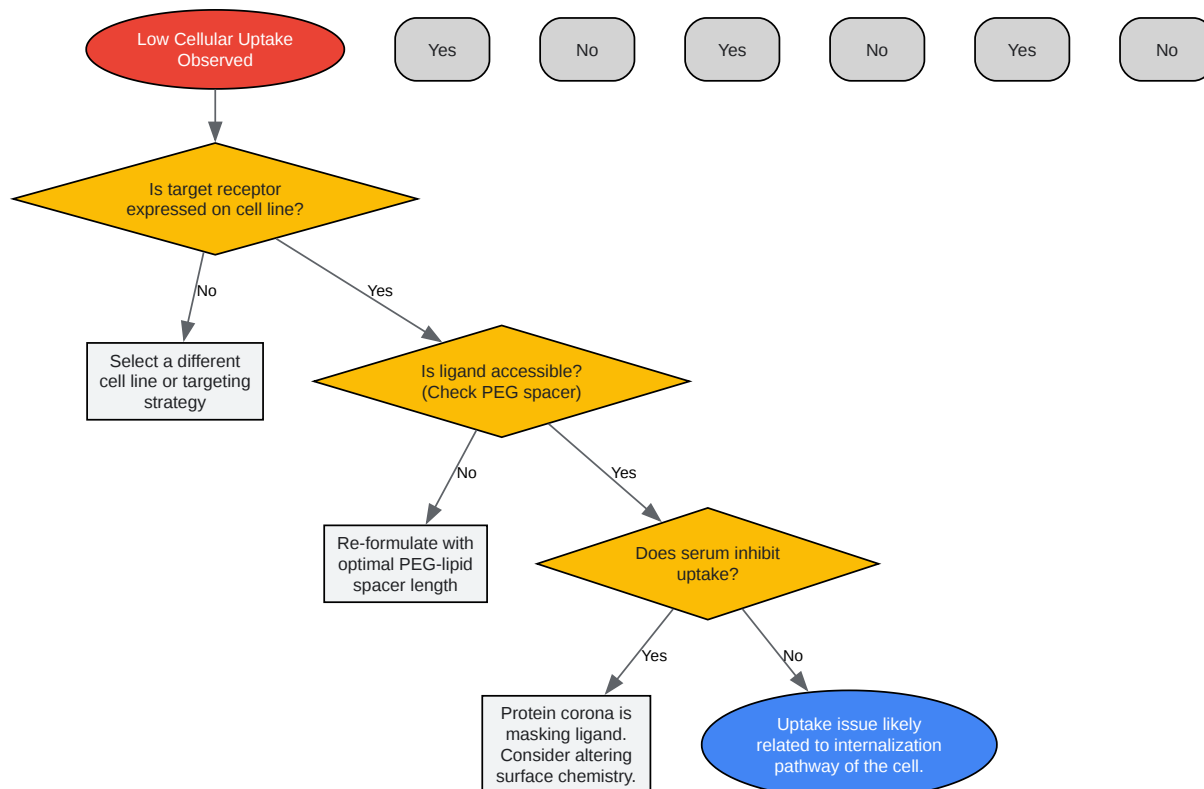 Low Cellular Uptake
Observed
Yes
No
Yes
No
Yes
No
Is target receptor
expressed on cell line?
No
Yes
Select a different
cell line or targeting
strategy
Is ligand accessible?
(Check PEG spacer)
No
Yes
Re-formulate with
optimal PEG-lipid
spacer length
Does serum inhibit
uptake?
Yes
No
Protein corona is
masking ligand.
Consider altering
surface chemistry.
Uptake issue likely
related to internalization
pathway of the cell.